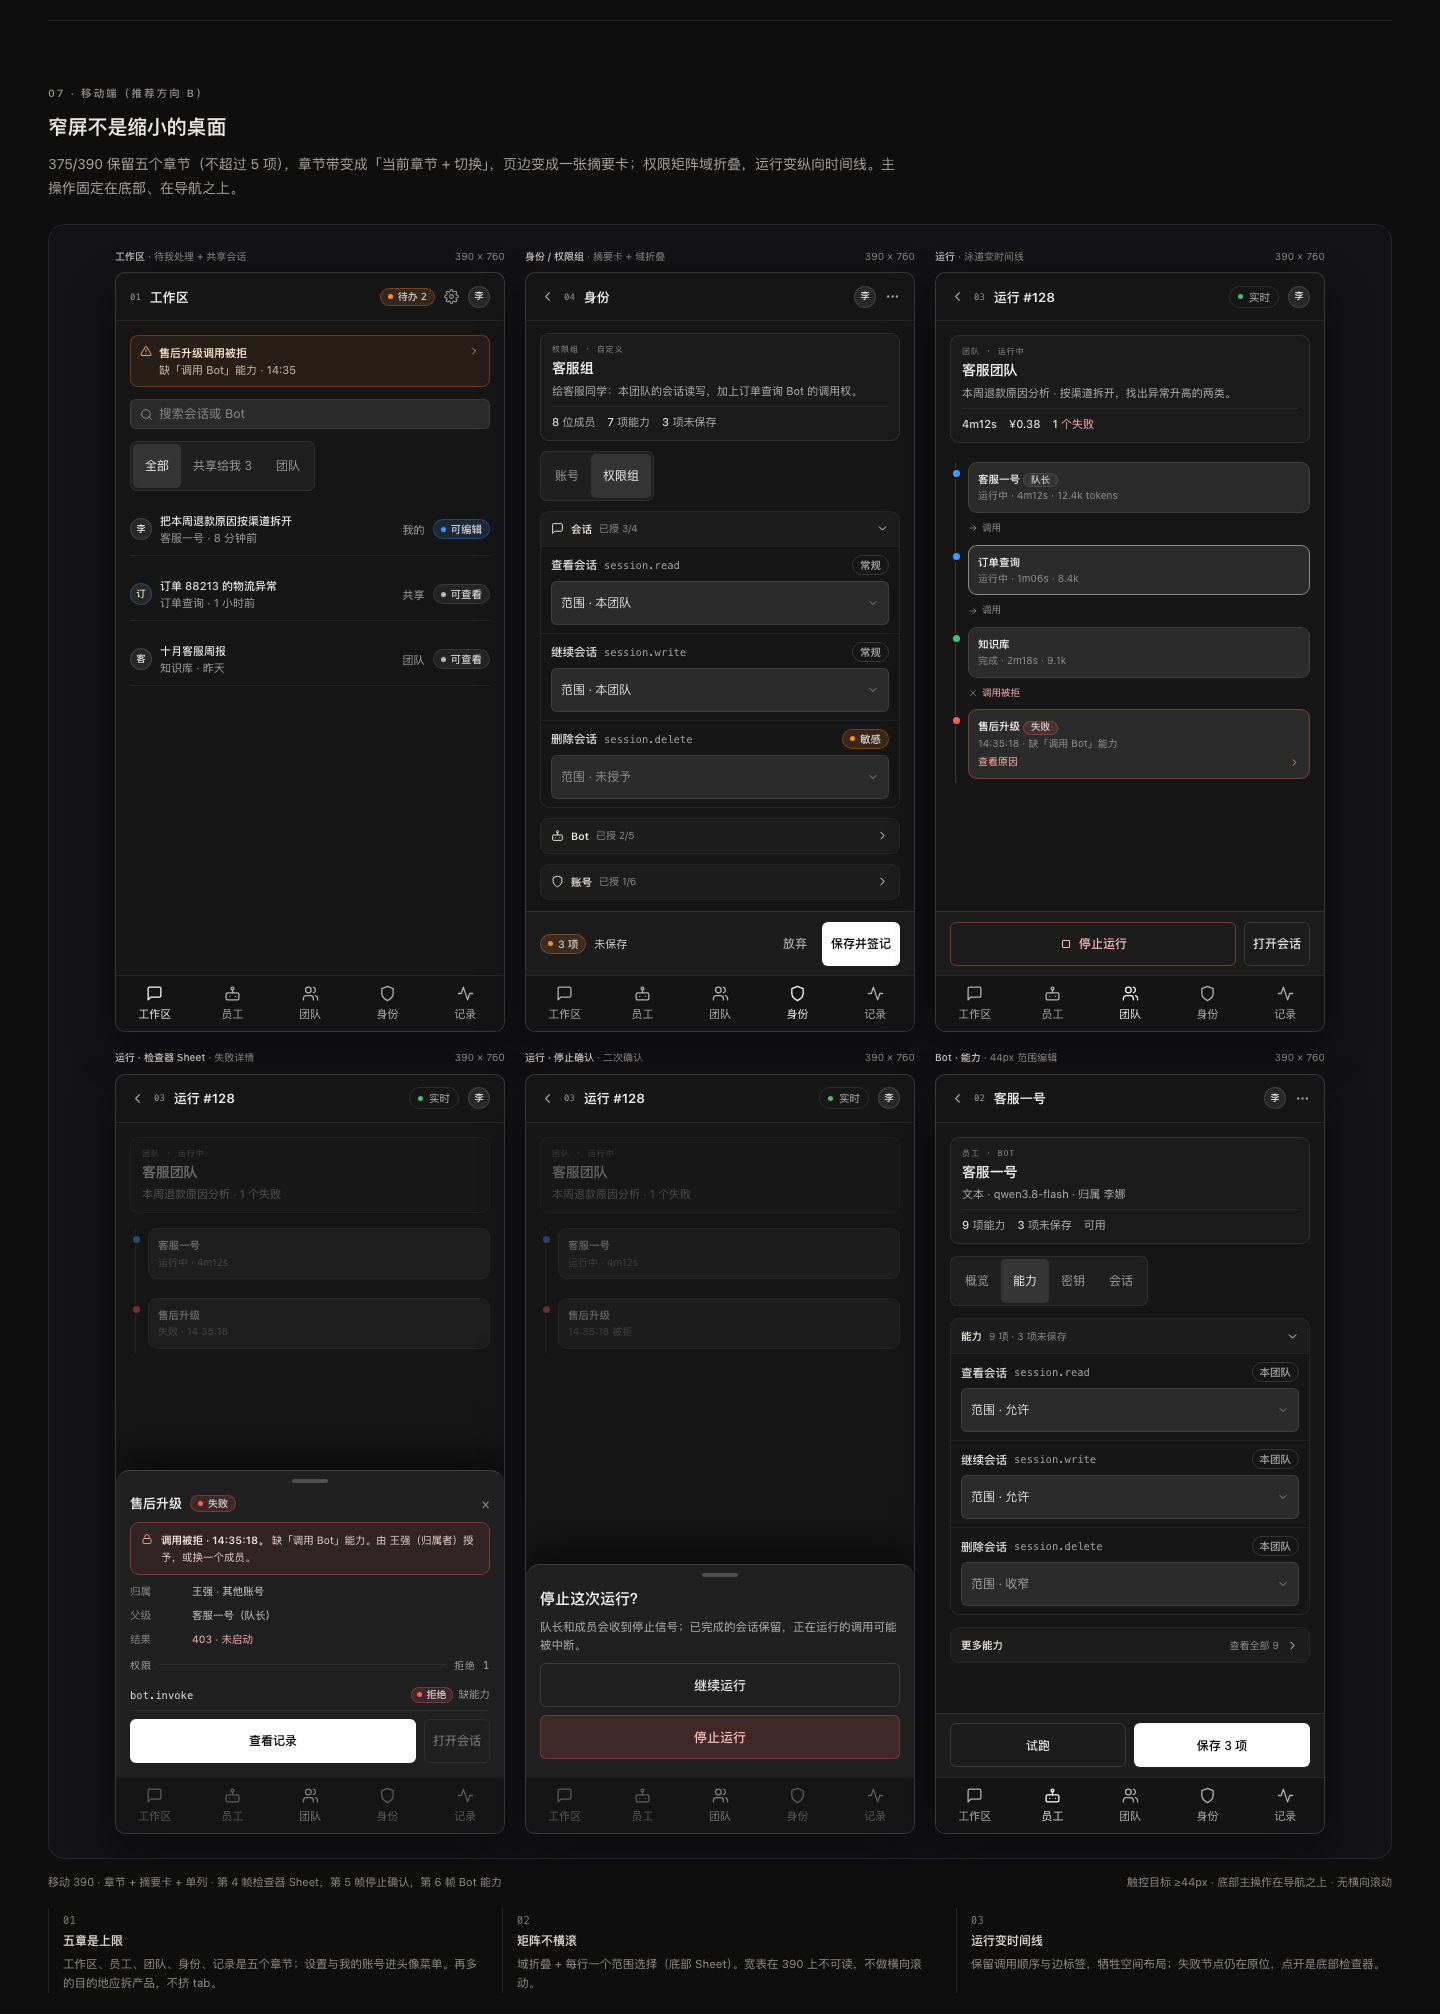 07 · 移动端（推荐方向 B）
窄屏不是缩小的桌面
375/390 保留五个章节（不超过 5 项），章节带变成「当前章节 + 切换」，页边变成一张摘要卡；权限矩阵域折叠，运行变纵向时间线。主
操作固定在底部、在导航之上。
工作区 · 待我处理 + 共享会话 390 × 760
01 工作区 待办 2 李
售后升级调用被拒
缺「调用 Bot」能力 · 14:35
搜索会话或 Bot
全部 共享给我 3 团队
李 把本周退款原因按渠道拆开 我的 可编辑
客服一号 · 8 分钟前
订 订单 88213 的物流异常 共享 可查看
订单查询 · 1 小时前
客 十月客服周报 团队 可查看
知识库 · 昨天
工作区 员工 团队 身份 记录
身份 / 权限组 · 摘要卡 + 域折叠 390 × 760
04 身份 李
权限组 · 自定义
客服组
给客服同学：本团队的会话读写，加上订单查询 Bot 的调用权。
8 位成员 7 项能力 3 项未保存
账号 权限组
会话 已授 3/4
查看会话 session.read 常规
范围 · 本团队
继续会话 session.write 常规
范围 · 本团队
删除会话 session.delete 敏感
范围 · 未授予
Bot 已授 2/5
账号 已授 1/6
3 项 未保存 放弃 保存并签记
工作区 员工 团队 身份 记录
运行 · 泳道变时间线 390 × 760
03 运行 #128 实时 李
团队 · 运行中
客服团队
本周退款原因分析 · 按渠道拆开，找出异常升高的两类。
4m12s ¥0.38 1 个失败
客服一号 队长
运行中 · 4m12s · 12.4k tokens
→ 调用
订单查询
运行中 · 1m06s · 8.4k
→ 调用
知识库
完成 · 2m18s · 9.1k
× 调用被拒
售后升级 失败
14:35:18 · 缺「调用 Bot」能力
查看原因
停止运行 打开会话
工作区 员工 团队 身份 记录
运行 · 检查器 Sheet · 失败详情 390 × 760
03 运行 #128 实时 李
团队 · 运行中
客服团队
本周退款原因分析 · 1 个失败
客服一号
运行中 · 4m12s
售后升级
失败 · 14:35:18
售后升级 失败 ×
调用被拒 · 14:35:18。 缺「调用 Bot」能力。由 王强（归属者）授
予，或换一个成员。
归属 王强 · 其他账号
父级 客服一号（队长）
结果 403 · 未启动
权限 拒绝 1
bot.invoke 拒绝 缺能力
查看记录 打开会话
工作区 员工 团队 身份 记录
运行 · 停止确认 · 二次确认 390 × 760
03 运行 #128 实时 李
团队 · 运行中
客服团队
本周退款原因分析 · 1 个失败
客服一号
运行中 · 4m12s
售后升级
14:35:18 被拒
停止这次运行?
队长和成员会收到停止信号；已完成的会话保留，正在运行的调用可能
被中断。
继续运行
停止运行
工作区 员工 团队 身份 记录
Bot · 能力 · 44px 范围编辑 390 × 760
02 客服一号 李
员工 · BOT
客服一号
文本 · qwen3.8-flash · 归属 李娜
9 项能力 3 项未保存 可用
概览 能力 密钥 会话
能力 9 项 · 3 项未保存
查看会话 session.read 本团队
范围 · 允许
继续会话 session.write 本团队
范围 · 允许
删除会话 session.delete 本团队
范围 · 收窄
更多能力 查看全部 9
试跑 保存 3 项
工作区 员工 团队 身份 记录
移动 390 · 章节 + 摘要卡 + 单列 · 第 4 帧检查器 Sheet，第 5 帧停止确认，第 6 帧 Bot 能力 触控目标 ≥44px · 底部主操作在导航之上 · 无横向滚动
01
五章是上限
工作区、员工、团队、身份、记录是五个章节；设置与我的账号进头像菜单。再多
的目的地应拆产品，不挤 tab。
02
矩阵不横滚
域折叠 + 每行一个范围选择（底部 Sheet）。宽表在 390 上不可读，不做横向滚
动。
03
运行变时间线
保留调用顺序与边标签，牺牲空间布局；失败节点仍在原位，点开是底部检查器。